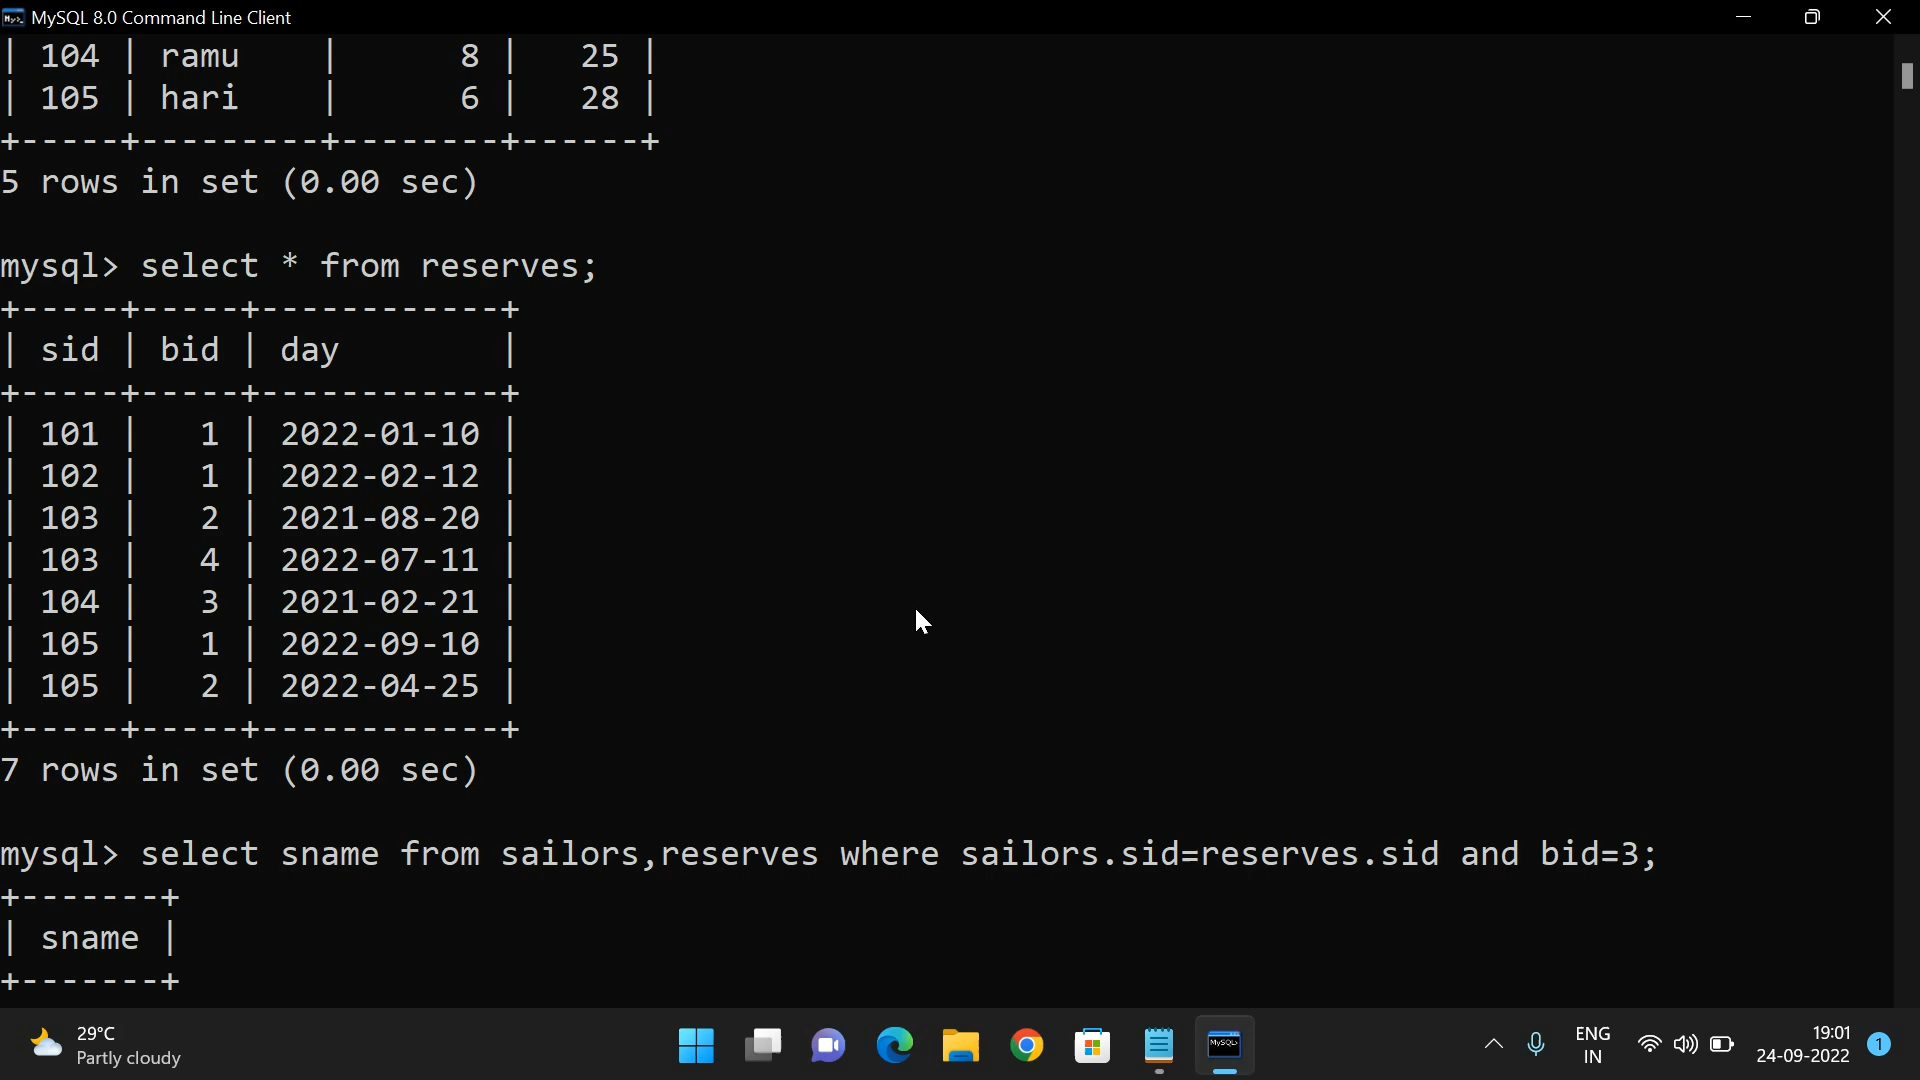 MySQL 8.0 Command Line Client
| 104 | ramu    |      8 |   25 |
| 105 | hari    |      6 |   28 |
+-----+---------+--------+------+
5 rows in set (0.00 sec)
mysql> select * from reserves;
+-----+-----+------------+
| sid | bid | day        |
+-----+-----+------------+
| 101 |   1 | 2022-01-10 |
| 102 |   1 | 2022-02-12 |
| 103 |   2 | 2021-08-20 |
| 103 |   4 | 2022-07-11 |
| 104 |   3 | 2021-02-21 |
| 105 |   1 | 2022-09-10 |
| 105 |   2 | 2022-04-25 |
+-----+-----+------------+
7 rows in set (0.00 sec)
mysql> select sname from sailors,reserves where sailors.sid=reserves.sid and bid=3;
+-------+
| sname |
+-------+
29°C
Partly cloudy
MySQL>
ENG
IN
19:01
24-09-2022
1